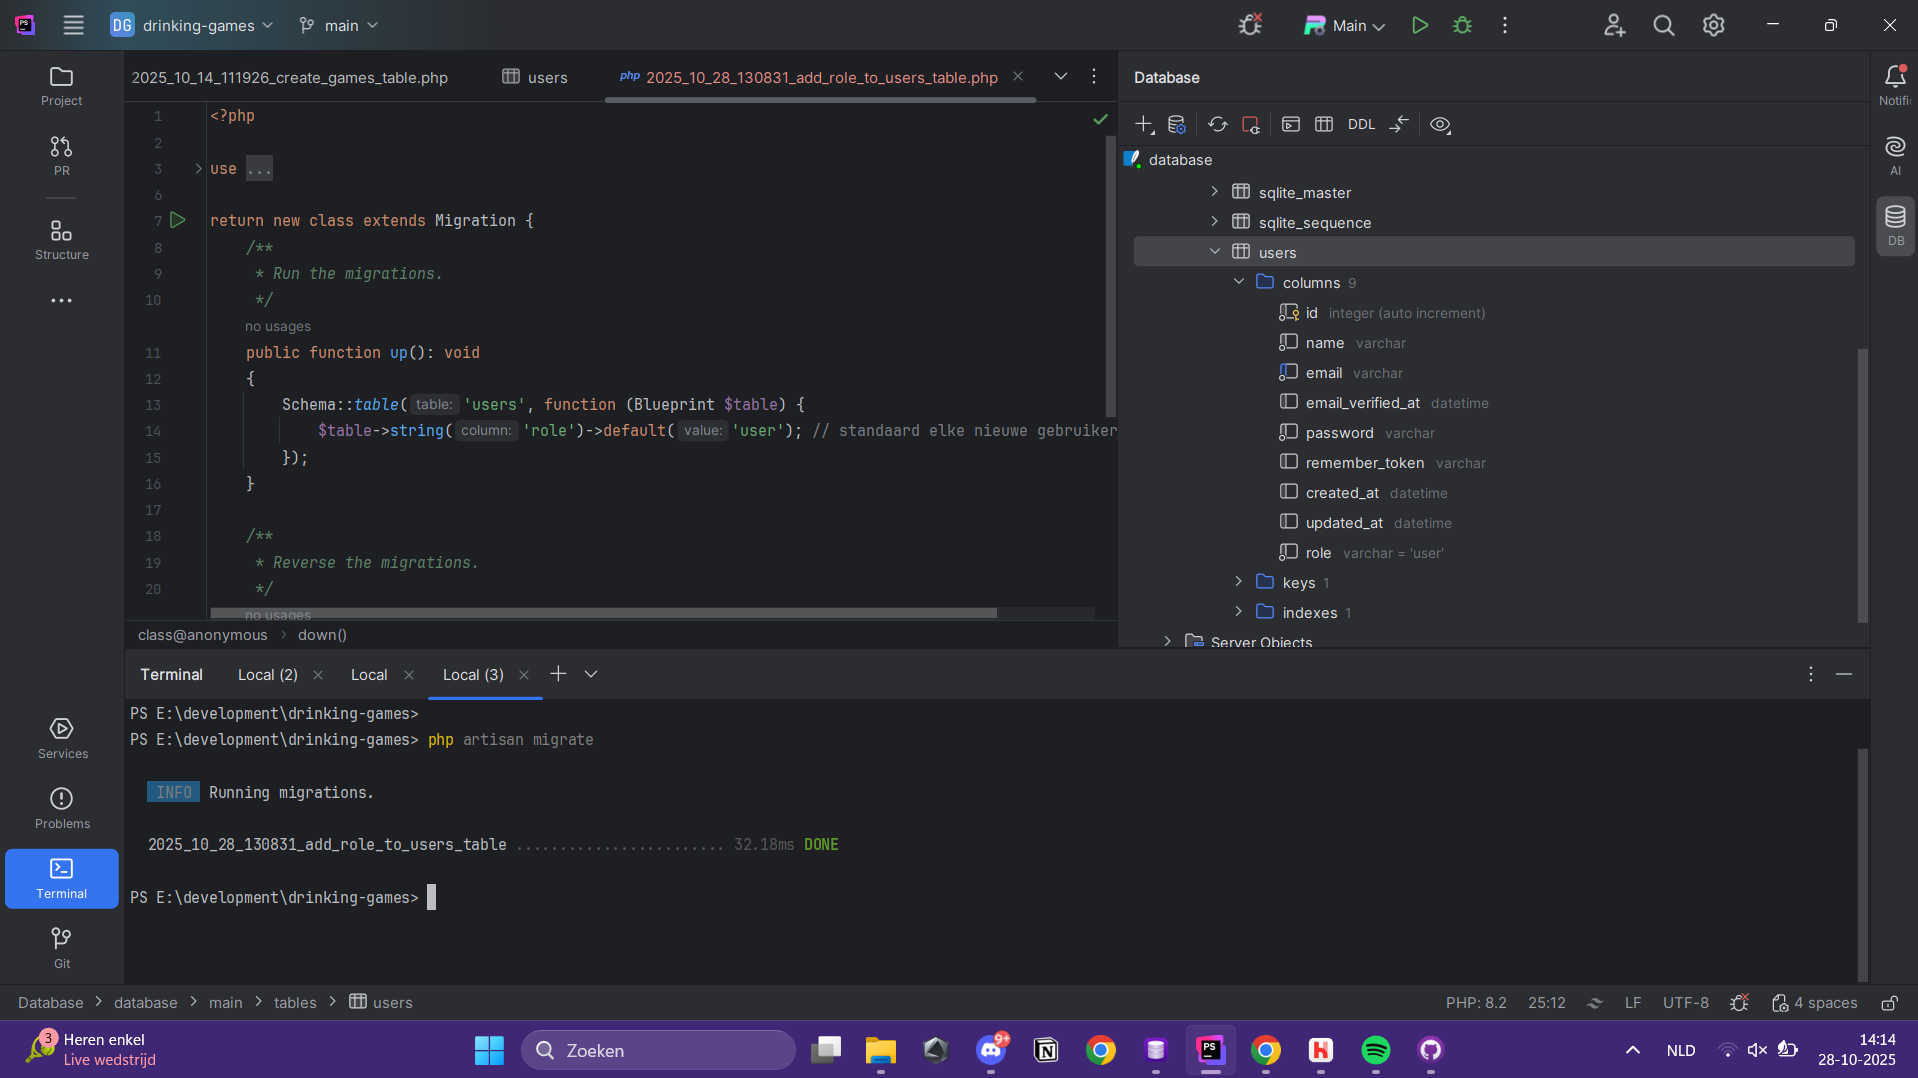 DG drinking-games main Main
Project
PR
Structure
Services
Problems
Terminal
Git
2025_10_14_111926_create_games_table.php users php 2025_10_28_130831_add_role_to_users_table.php
1 <?php
2
3 use ...
6
7 return new class extends Migration {
8 /**
9 * Run the migrations.
10 */
no usages
11 public function up(): void
12 {
13 Schema::table( table: 'users', function (Blueprint $table) {
14 $table->string( column: 'role')->default( value: 'user'); // standaard elke nieuwe gebruiker
15 });
16 }
17
18 /**
19 * Reverse the migrations.
20 */
no usages
class@anonymous > down()
Database
DDL
database
sqlite_master
sqlite_sequence
users
columns 9
id integer (auto increment)
name varchar
email varchar
email_verified_at datetime
password varchar
remember_token varchar
created_at datetime
updated_at datetime
role varchar = 'user'
keys 1
indexes 1
Server Objects
Notifi
AI
DB
Terminal Local (2) Local Local (3)
PS E:\development\drinking-games>
PS E:\development\drinking-games> php artisan migrate
INFO Running migrations.
2025_10_28_130831_add_role_to_users_table ........................ 32.18ms DONE
PS E:\development\drinking-games>
Database > database > main > tables > users PHP: 8.2 25:12 LF UTF-8 4 spaces
3 Heren enkel
Live wedstrijd
Zoeken
9+
NLD
14:14
28-10-2025